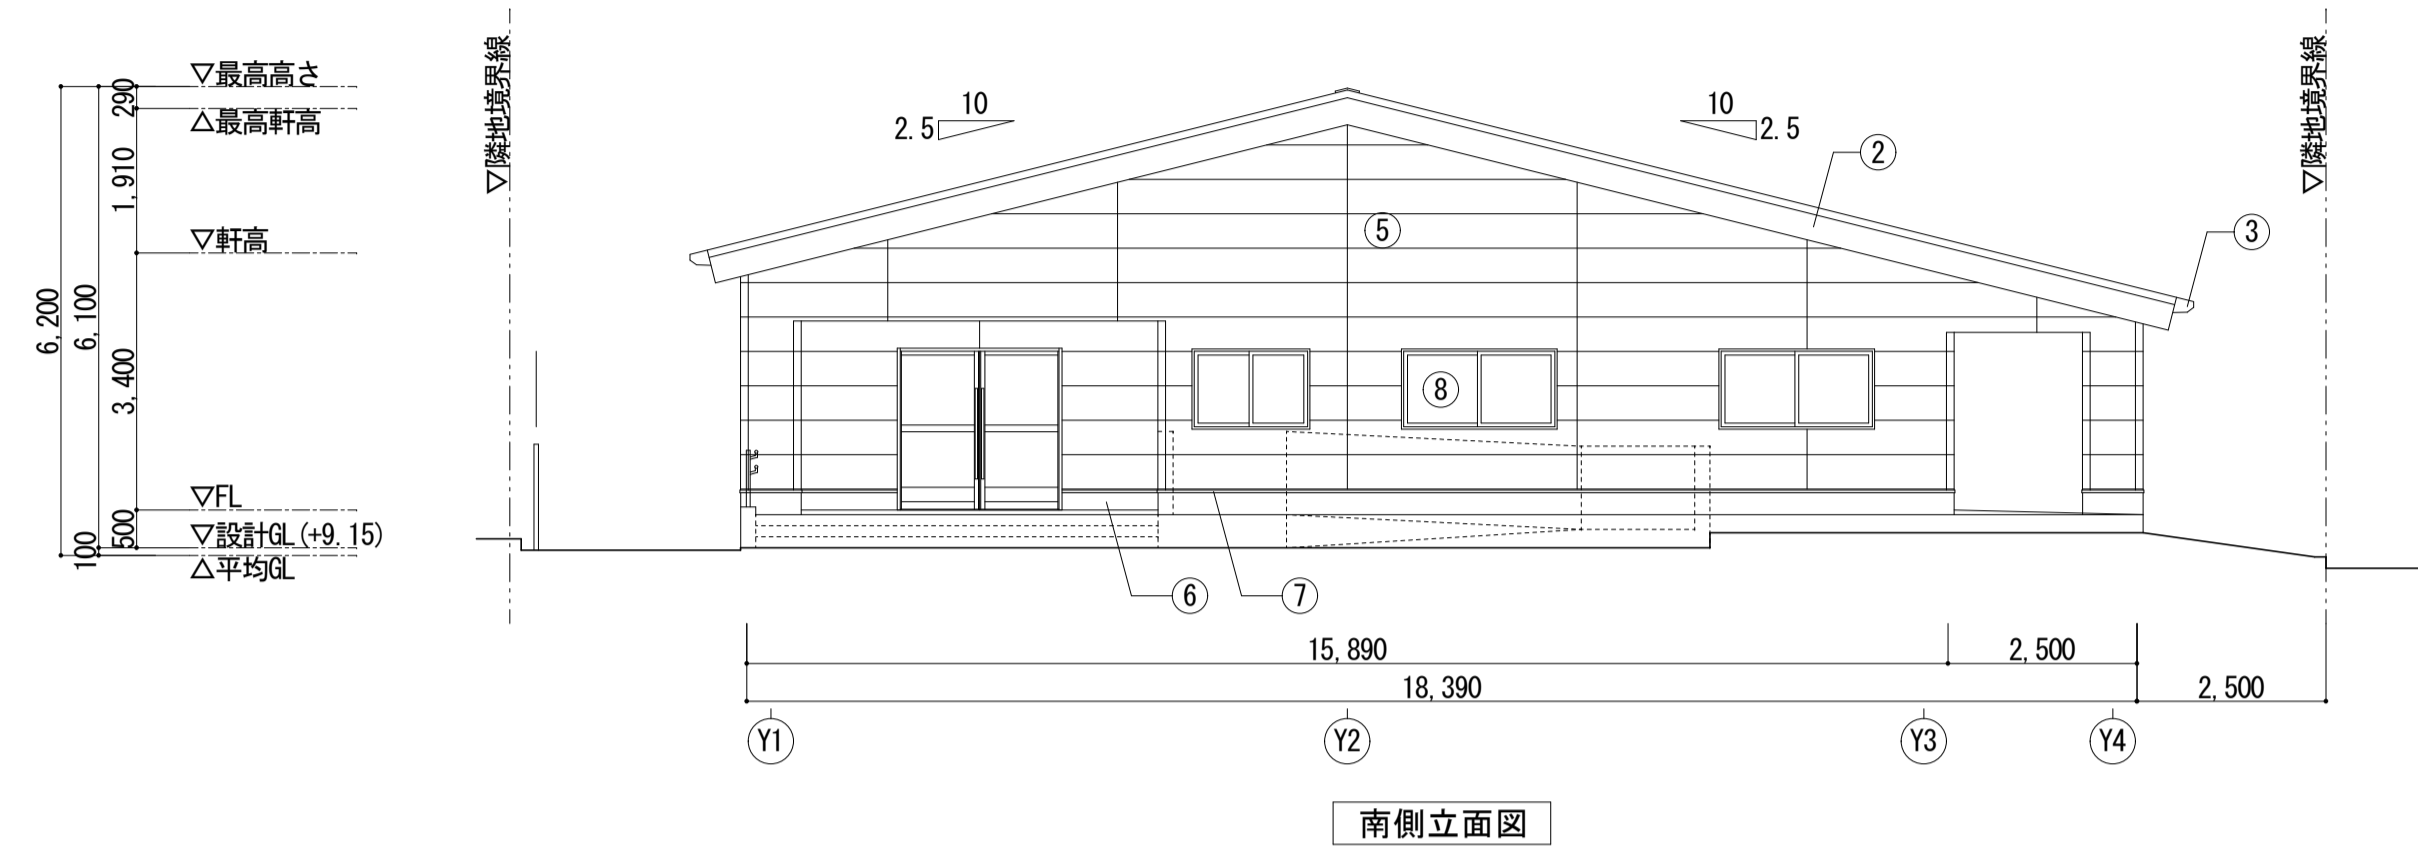 ▽最高高さ
△最高軒高
▽軒高
▽FL
▽設計GL(+9.15)
△平均GL
290
1,910
3,400
500
6,100
100
6,200
▽隣地境界線
▽隣地境界線
10
2.5
10
2.5
②
③
⑤
⑧
⑥
⑦
15,890
2,500
18,390
2,500
Y1
Y2
Y3
Y4
南側立面図